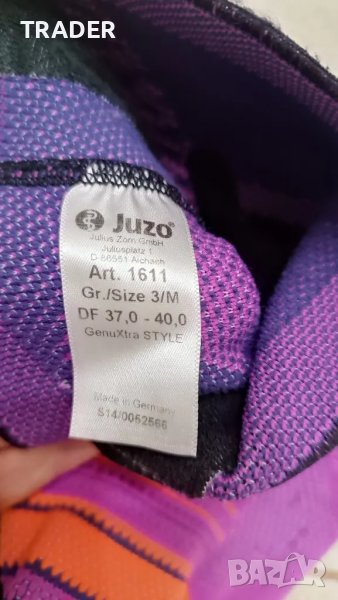 TRADER
Juzo®
Julius Zorn GmbH
Juliusplatz 1
D-86551 Aichach
Art. 1611
Gr./Size 3/M
DF 37,0 - 40,0
GenuXtra STYLE
Made in Germany
S14/0062566
BAZAR